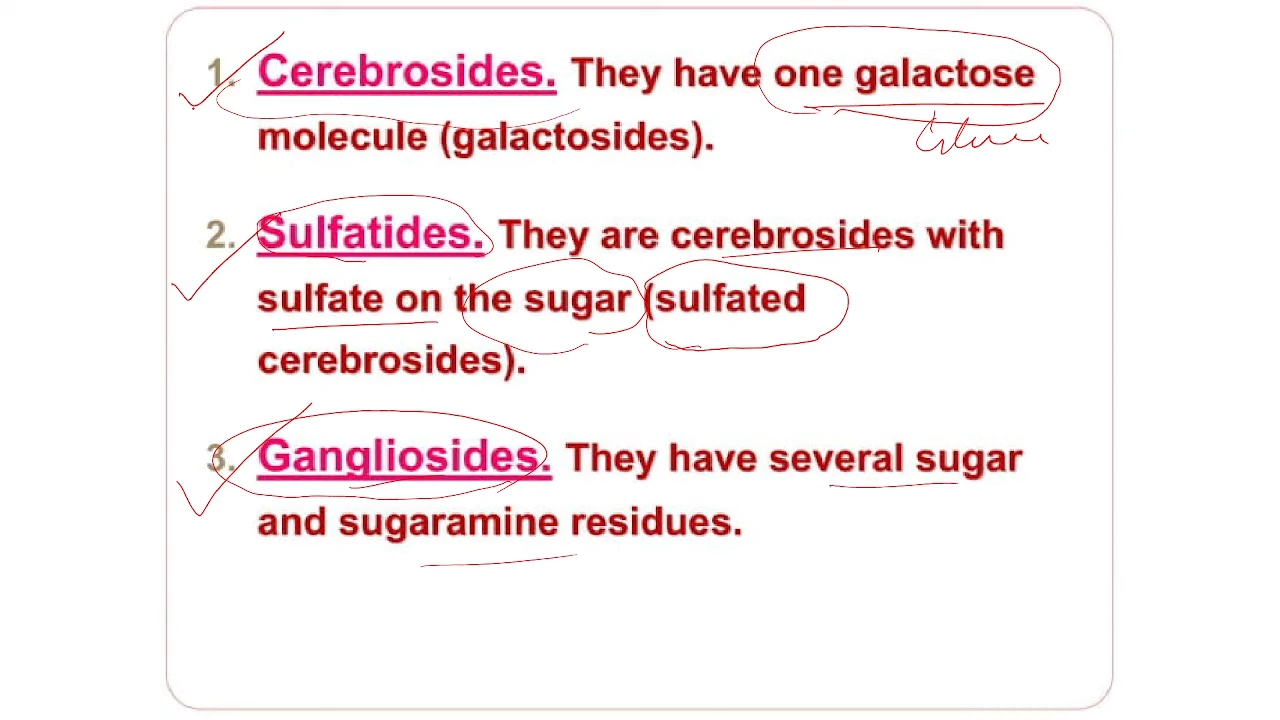 1. Cerebrosides. They have one galactose
molecule (galactosides).
2. Sulfatides. They are cerebrosides with
sulfate on the sugar (sulfated
cerebrosides).
3. Gangliosides. They have several sugar
and sugaramine residues.